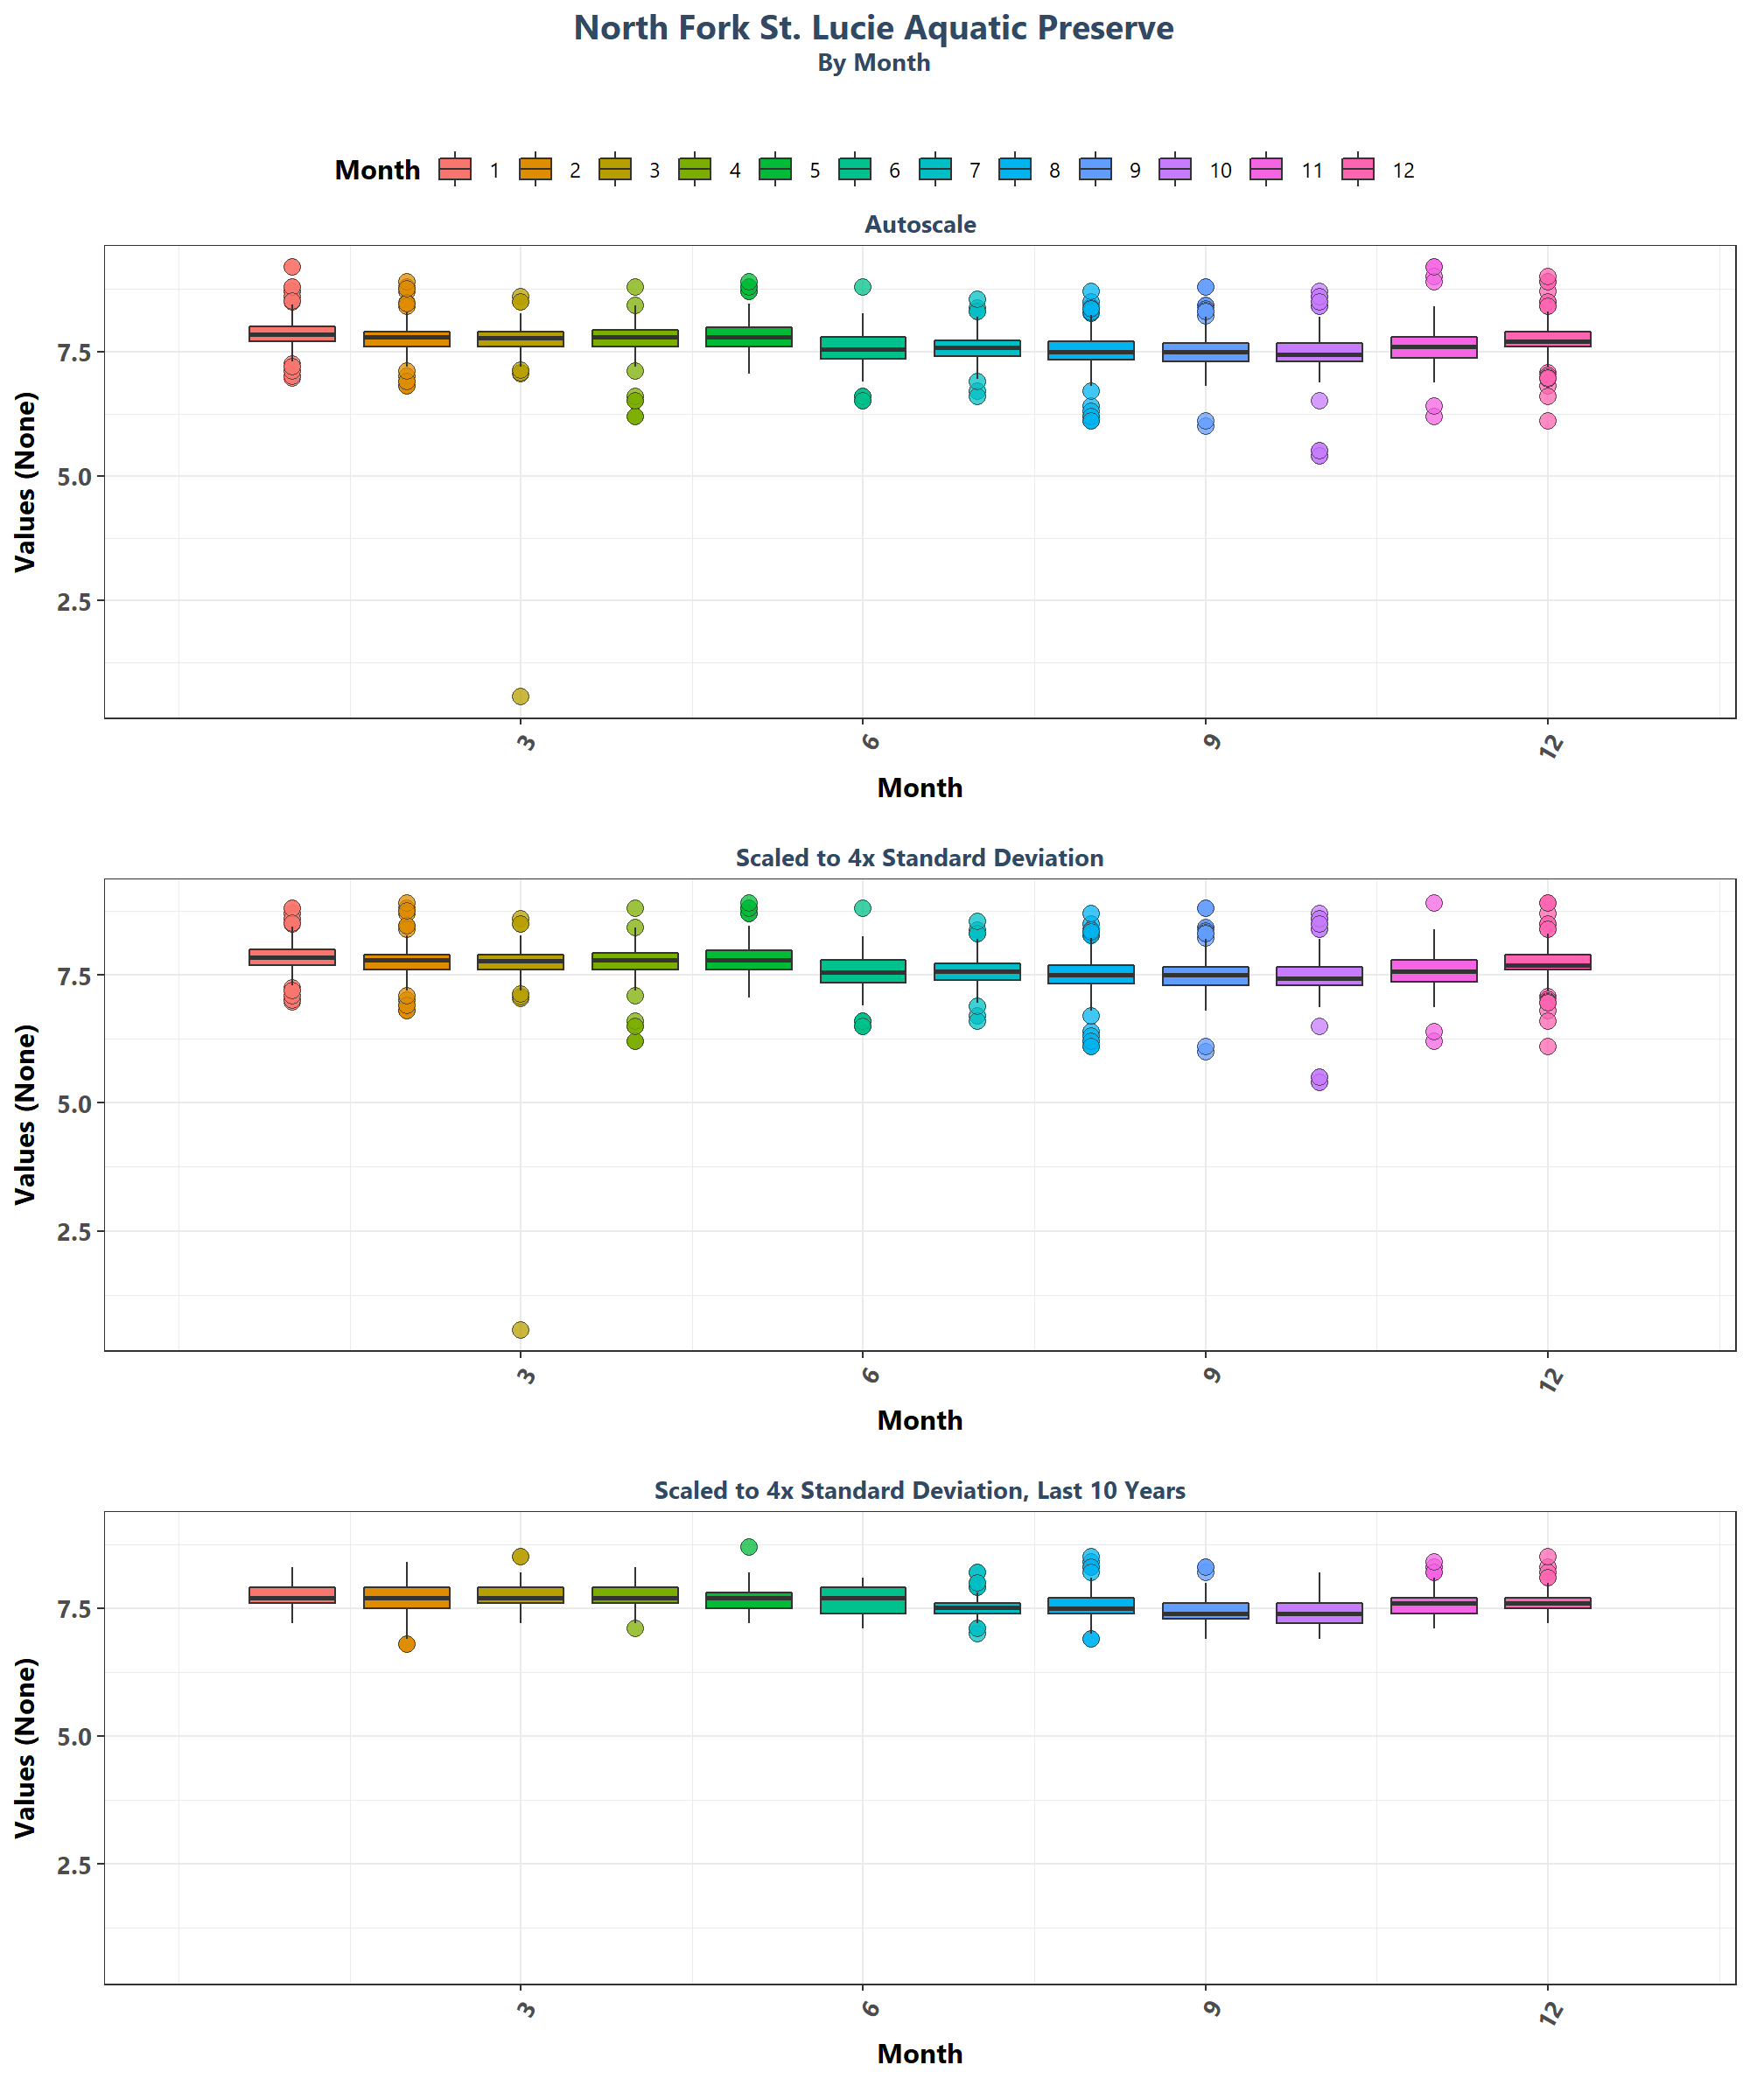 North Fork St. Lucie Aquatic Preserve
By Month
Month 1 2 3 4 5 6 7 8 9 10 11 12
Autoscale
Values (None)
7.5
5.0
2.5
3 6 9 12
Month
Scaled to 4x Standard Deviation
Values (None)
7.5
5.0
2.5
3 6 9 12
Month
Scaled to 4x Standard Deviation, Last 10 Years
Values (None)
7.5
5.0
2.5
3 6 9 12
Month